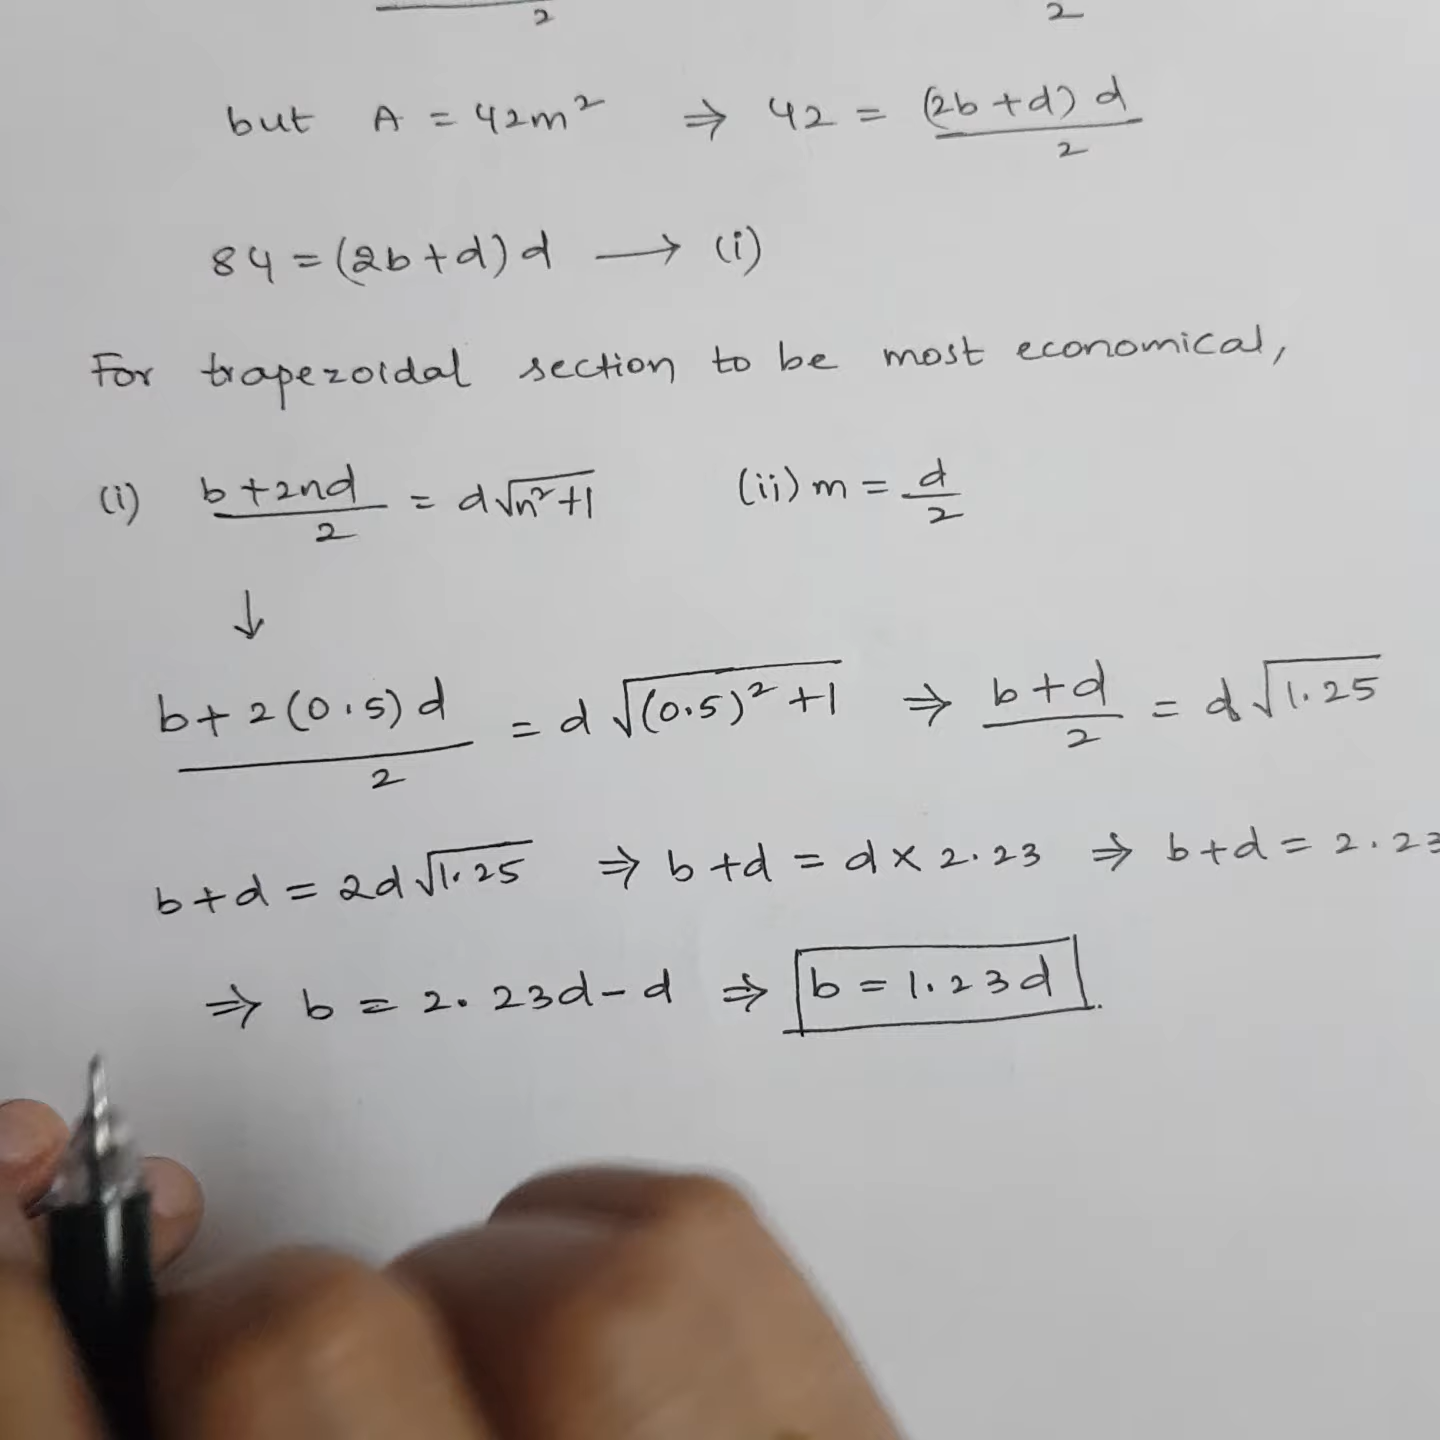 2 2
but A = 42m² ⇒ 42 = (2b+d)d/2
84 = (2b+d)d → (i)
For trapezoidal section to be most economical,
(i) b+2nd/2 = d√n²+1 (ii) m = d/2
↓
b+2(0.5)d/2 = d√(0.5)²+1 ⇒ b+d/2 = d√1.25
b+d = 2d√1.25 ⇒ b+d = d×2.23 ⇒ b+d = 2.23
⇒ b = 2.23d-d ⇒ b = 1.23d.